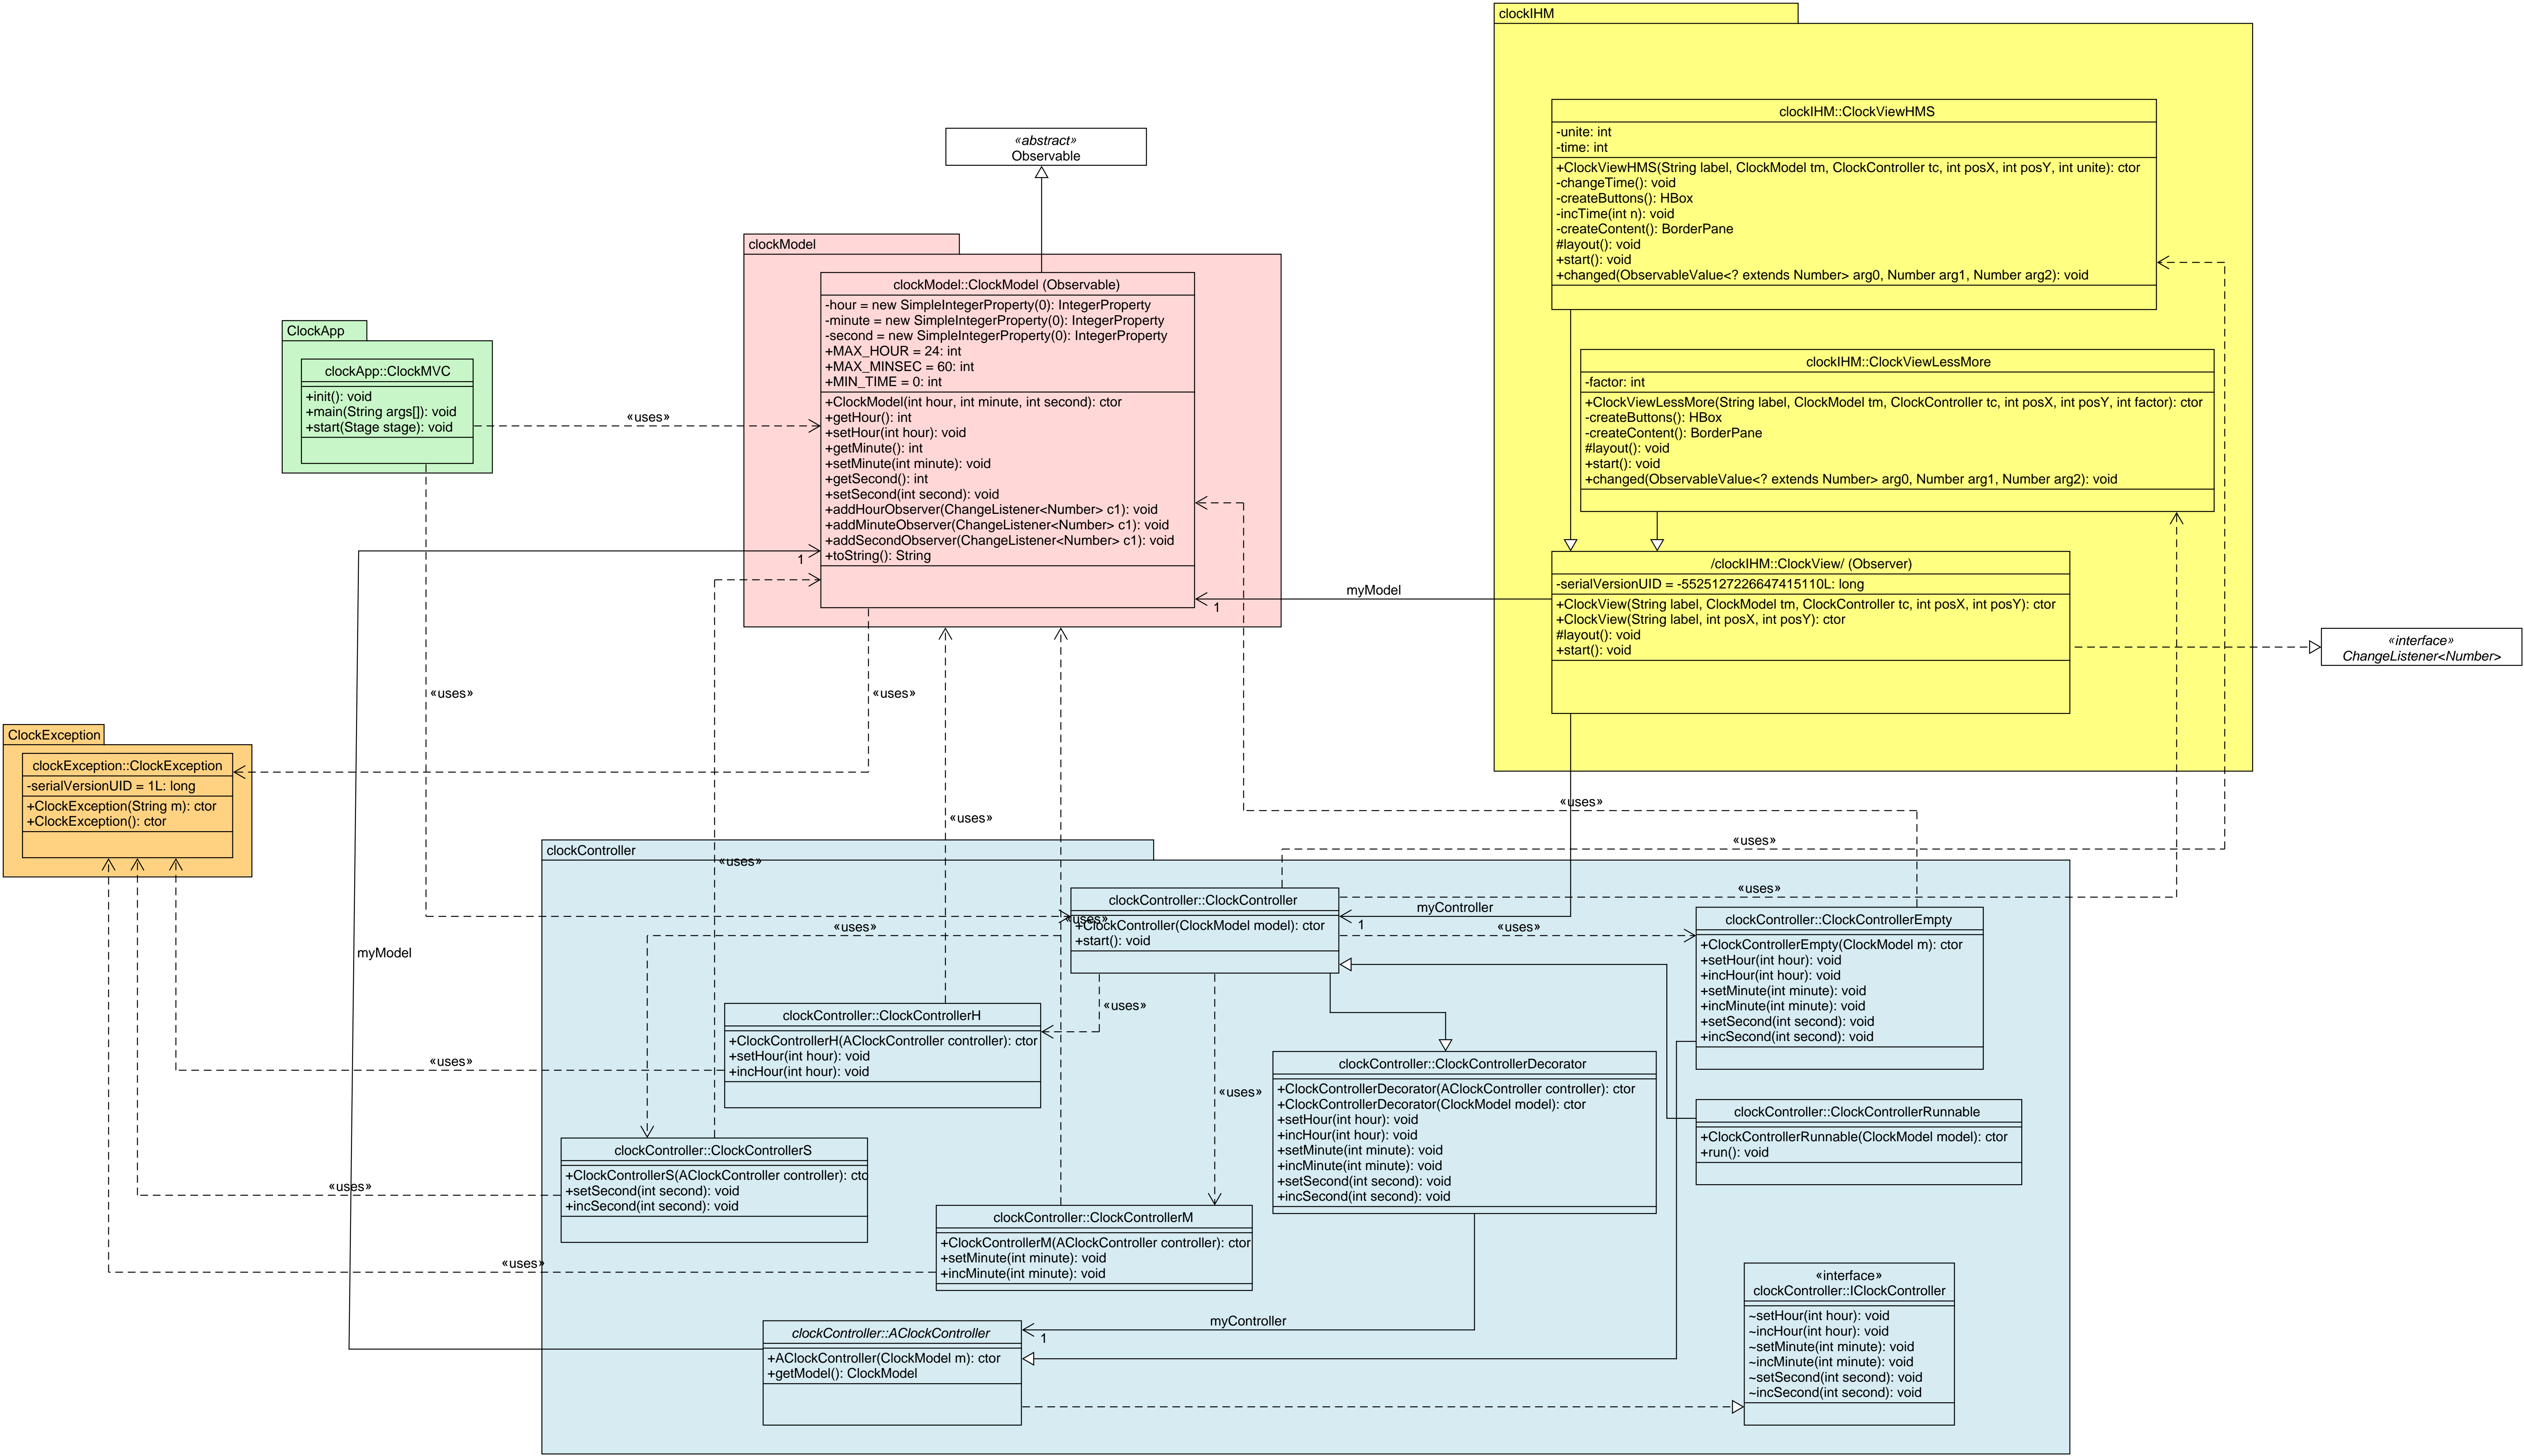 clockIHM
clockIHM::ClockViewHMS
-unite: int
-time: int
+ClockViewHMS(String label, ClockModel tm, ClockController tc, int posX, int posY, int unite): ctor
-changeTime(): void
-createButtons(): HBox
-incTime(int n): void
-createContent(): BorderPane
#layout(): void
+start(): void
+changed(ObservableValue<? extends Number> arg0, Number arg1, Number arg2): void
clockIHM::ClockViewLessMore
-factor: int
+ClockViewLessMore(String label, ClockModel tm, ClockController tc, int posX, int posY, int factor): ctor
-createButtons(): HBox
-createContent(): BorderPane
#layout(): void
+start(): void
+changed(ObservableValue<? extends Number> arg0, Number arg1, Number arg2): void
/clockIHM::ClockView/ (Observer)
-serialVersionUID = -5525127226647415110L: long
+ClockView(String label, ClockModel tm, ClockController tc, int posX, int posY): ctor
+ClockView(String label, int posX, int posY): ctor
#layout(): void
+start(): void
«interface»
ChangeListener<Number>
«abstract»
Observable
clockModel
clockModel::ClockModel (Observable)
-hour = new SimpleIntegerProperty(0): IntegerProperty
-minute = new SimpleIntegerProperty(0): IntegerProperty
-second = new SimpleIntegerProperty(0): IntegerProperty
+MAX_HOUR = 24: int
+MAX_MINSEC = 60: int
+MIN_TIME = 0: int
+ClockModel(int hour, int minute, int second): ctor
+getHour(): int
+setHour(int hour): void
+getMinute(): int
+setMinute(int minute): void
+getSecond(): int
+setSecond(int second): void
+addHourObserver(ChangeListener<Number> c1): void
+addMinuteObserver(ChangeListener<Number> c1): void
+addSecondObserver(ChangeListener<Number> c1): void
+toString(): String
1
myModel
1
ClockApp
clockApp::ClockMVC
+init(): void
+main(String args[]): void
+start(Stage stage): void
«uses»
«uses»
«uses»
ClockException
clockException::ClockException
-serialVersionUID = 1L: long
+ClockException(String m): ctor
+ClockException(): ctor
«uses»
«uses»
«uses»
«uses»
myModel
clockController
clockController::ClockController
«uses»
+ClockController(ClockModel model): ctor
+start(): void
«uses»
myController
1
«uses»
«uses»
«uses»
«uses»
clockController::ClockControllerEmpty
+ClockControllerEmpty(ClockModel m): ctor
+setHour(int hour): void
+incHour(int hour): void
+setMinute(int minute): void
+incMinute(int minute): void
+setSecond(int second): void
+incSecond(int second): void
clockController::ClockControllerH
+ClockControllerH(AClockController controller): ctor
+setHour(int hour): void
+incHour(int hour): void
«uses»
clockController::ClockControllerDecorator
+ClockControllerDecorator(AClockController controller): ctor
+ClockControllerDecorator(ClockModel model): ctor
+setHour(int hour): void
+incHour(int hour): void
+setMinute(int minute): void
+incMinute(int minute): void
+setSecond(int second): void
+incSecond(int second): void
«uses»
clockController::ClockControllerRunnable
+ClockControllerRunnable(ClockModel model): ctor
+run(): void
clockController::ClockControllerS
+ClockControllerS(AClockController controller): ctc
+setSecond(int second): void
+incSecond(int second): void
«uses»
clockController::ClockControllerM
+ClockControllerM(AClockController controller): ctor
+setMinute(int minute): void
+incMinute(int minute): void
clockController::AClockController
+AClockController(ClockModel m): ctor
+getModel(): ClockModel
myController
1
«interface»
clockController::IClockController
~setHour(int hour): void
~incHour(int hour): void
~setMinute(int minute): void
~incMinute(int minute): void
~setSecond(int second): void
~incSecond(int second): void